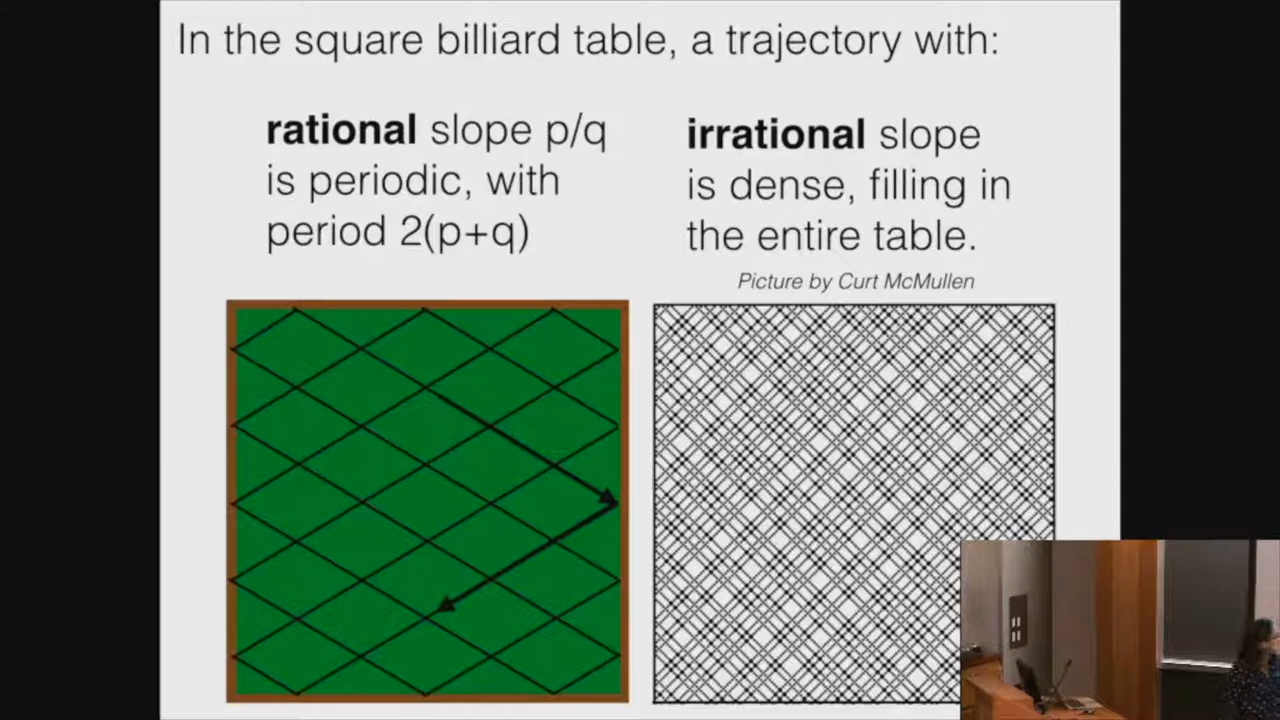 In the square billiard table, a trajectory with:
rational slope p/q
is periodic, with
period 2(p+q)
irrational slope
is dense, filling in
the entire table.
Picture by Curt McMullen